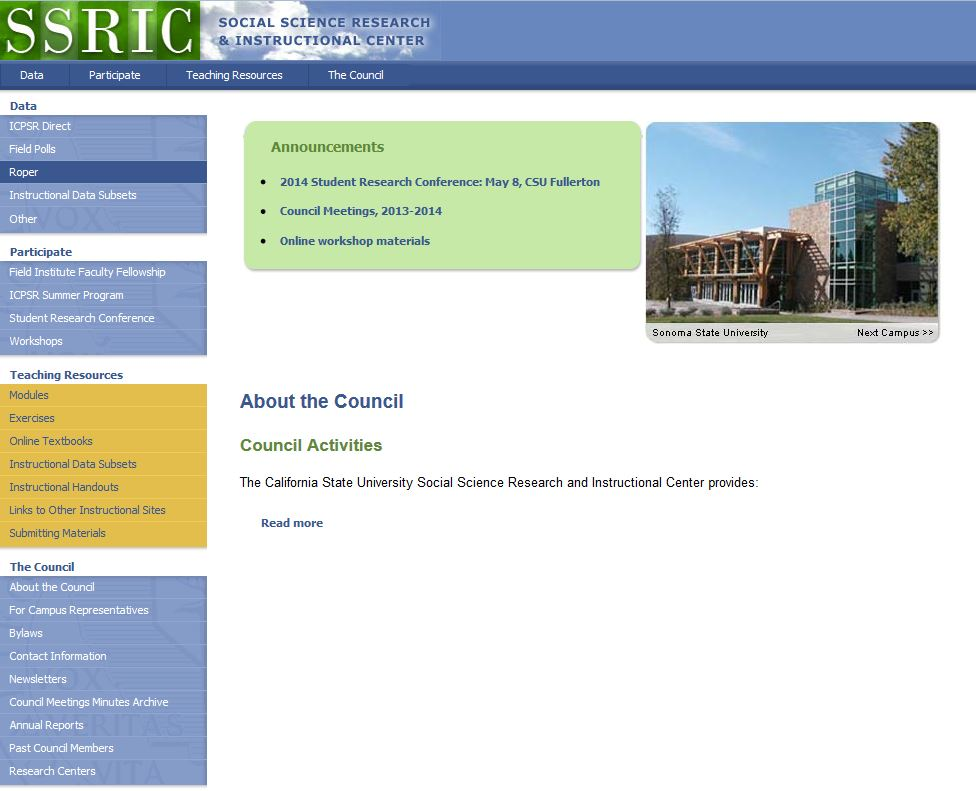 SSRIC
SOCIAL SCIENCE RESEARCH
& INSTRUCTIONAL CENTER
Data
Participate
Teaching Resources
The Council
Data
ICPSR Direct
Field Polls
Roper
Instructional Data Subsets
Other
Participate
Field Institute Faculty Fellowship
ICPSR Summer Program
Student Research Conference
Workshops
Teaching Resources
Modules
Exercises
Online Textbooks
Instructional Data Subsets
Instructional Handouts
Links to Other Instructional Sites
Submitting Materials
The Council
About the Council
For Campus Representatives
Bylaws
Contact Information
Newsletters
Council Meetings Minutes Archive
Annual Reports
Past Council Members
Research Centers
VOX
VOX
VERITAS
VITA
Announcements
2014 Student Research Conference: May 8, CSU Fullerton
Council Meetings, 2013-2014
Online workshop materials
Sonoma State University
Next Campus >>
About the Council
Council Activities
The California State University Social Science Research and Instructional Center provides:
Read more